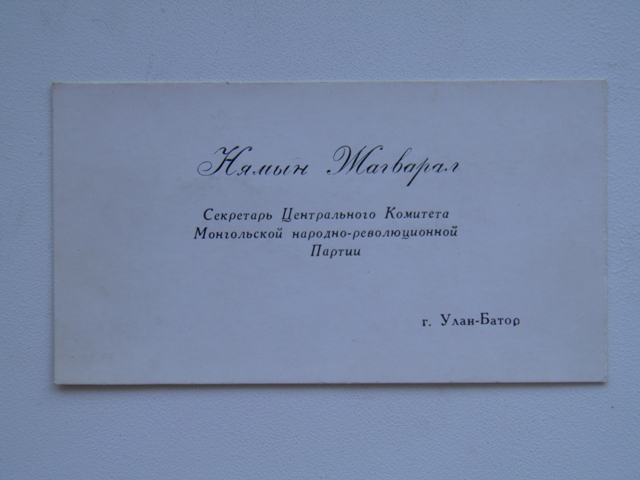 Нямын Жагварал
Секретарь Центрального Комитета
Монгольской народно-революционной
Партии
г. Улан-Батор